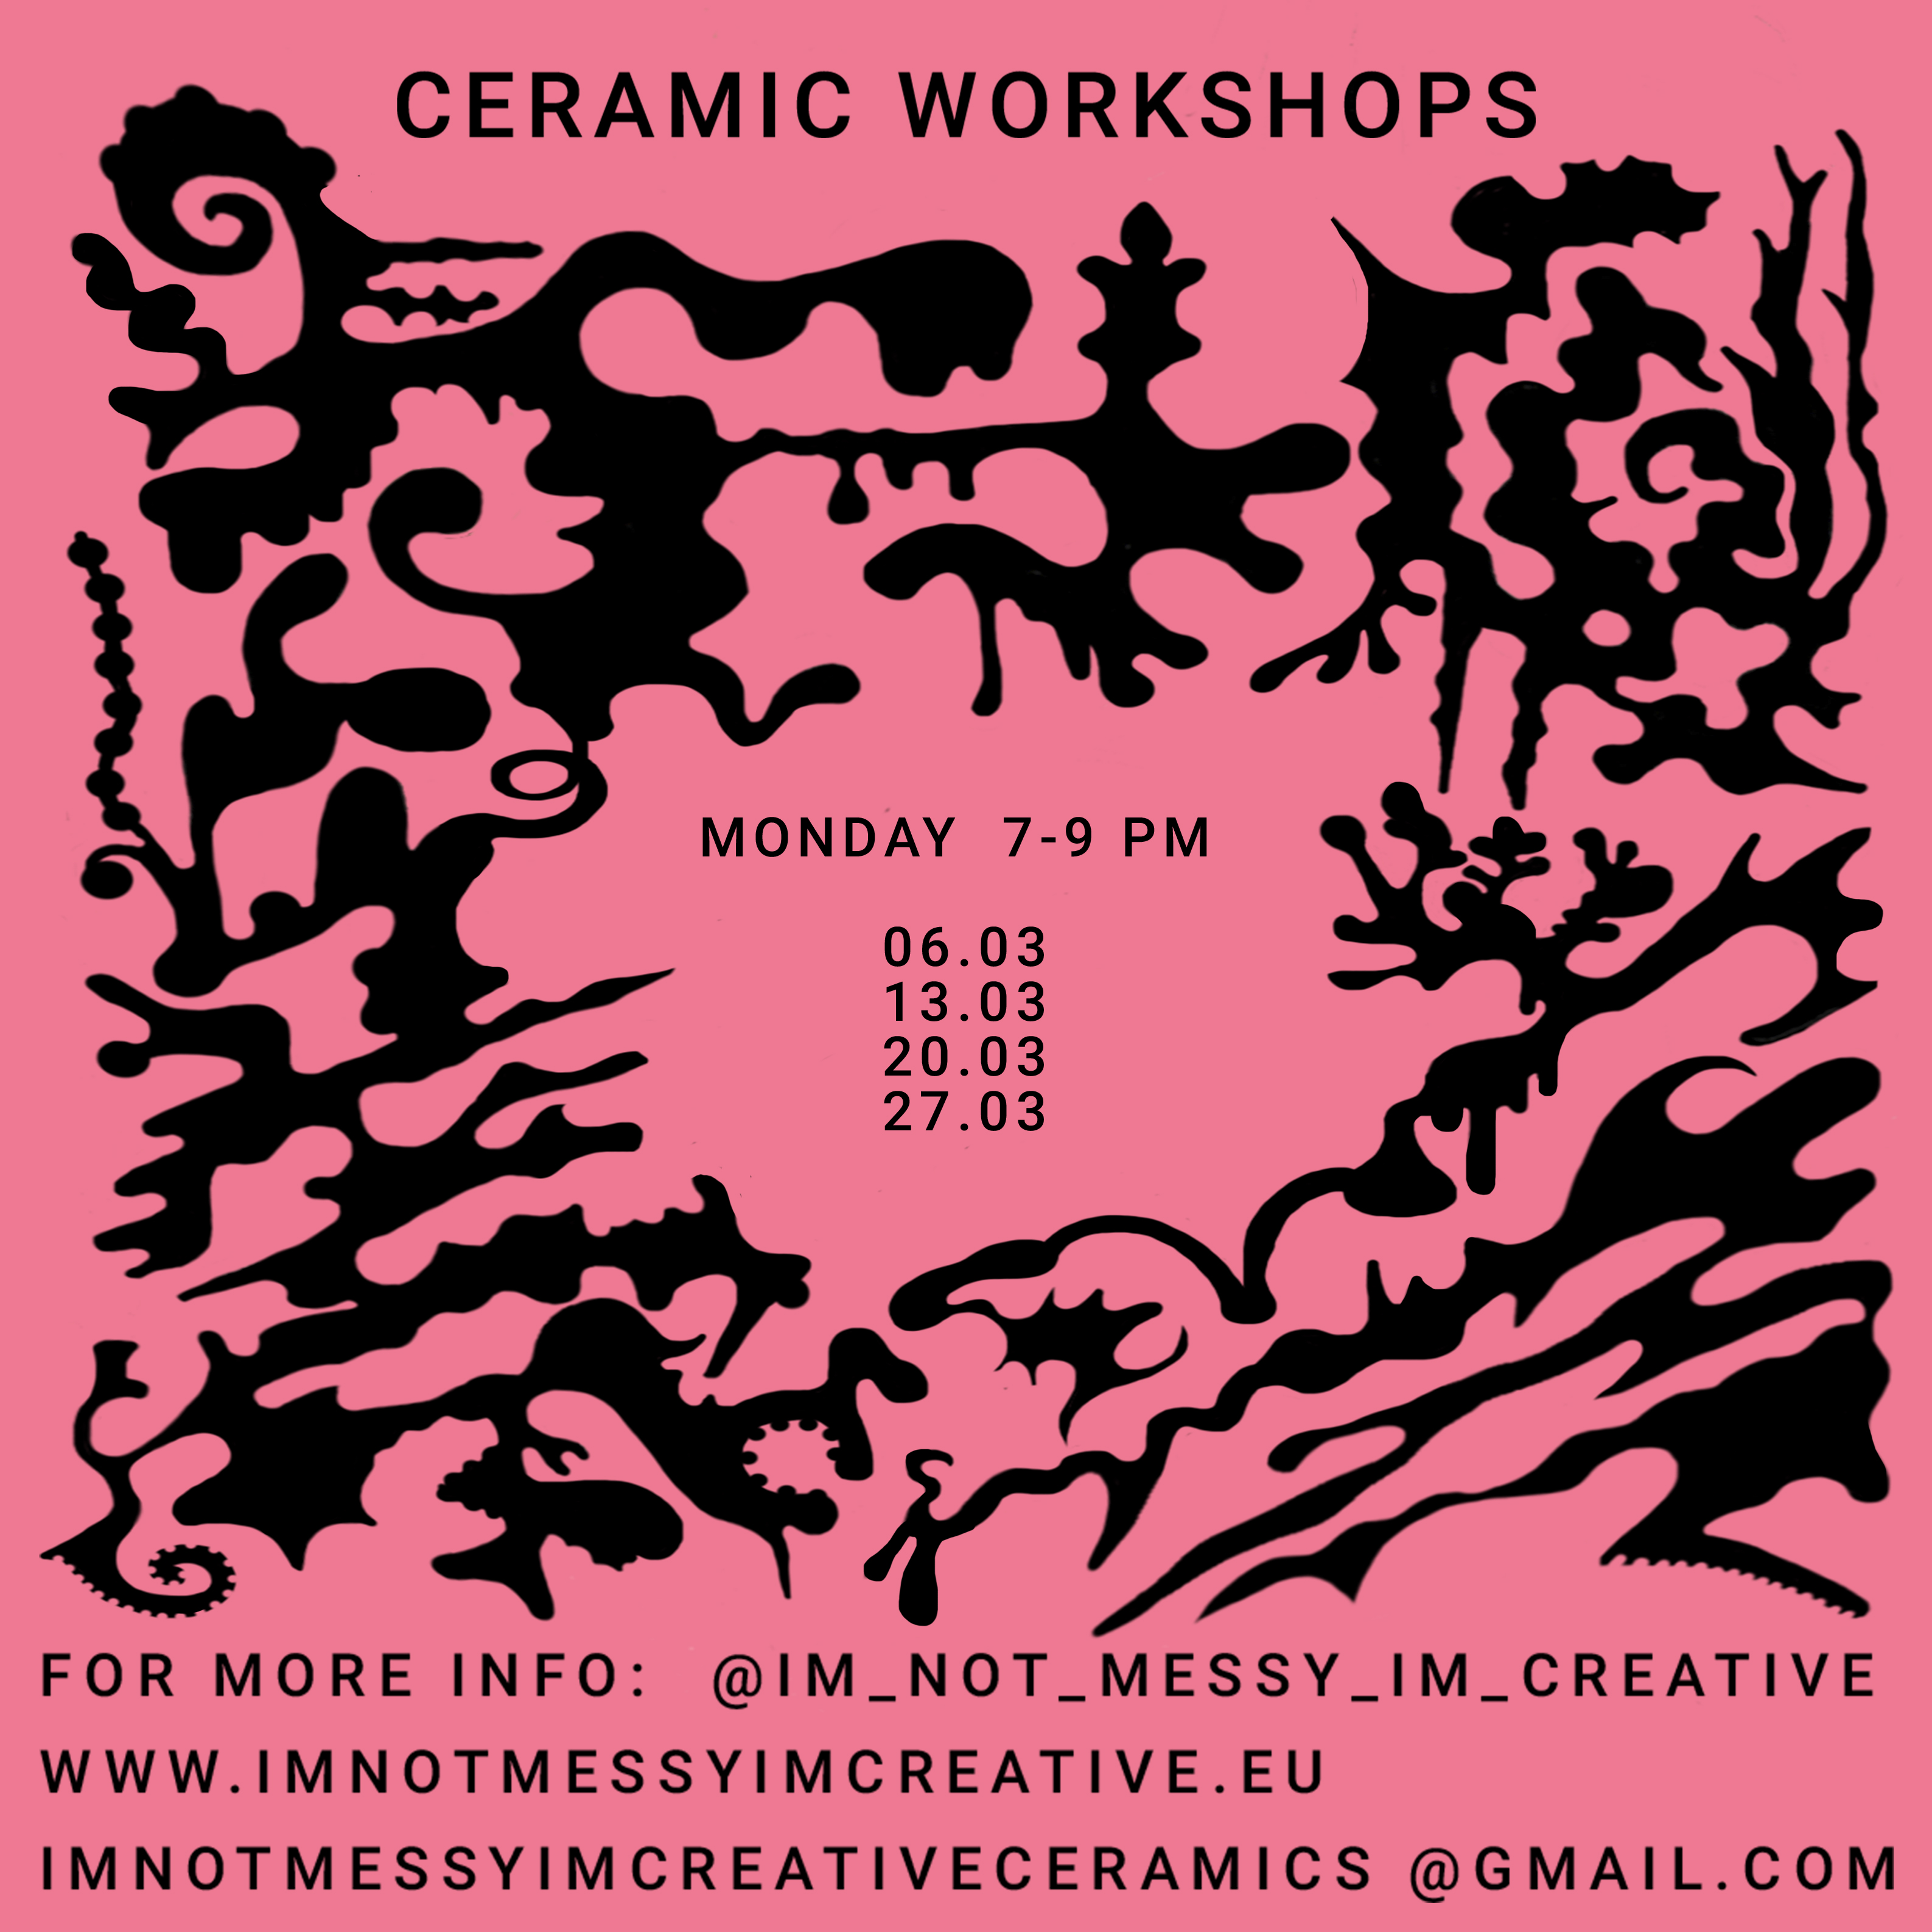 CERAMIC WORKSHOPS
MONDAY 7-9 PM
06.03
13.03
20.03
27.03
FOR MORE INFO: @IM_NOT_MESSY_IM_CREATIVE
WWW.IMNOTMESSYIMCREATIVE.EU
IMNOTMESSYIMCREATIVECERAMICS @GMAIL.COM